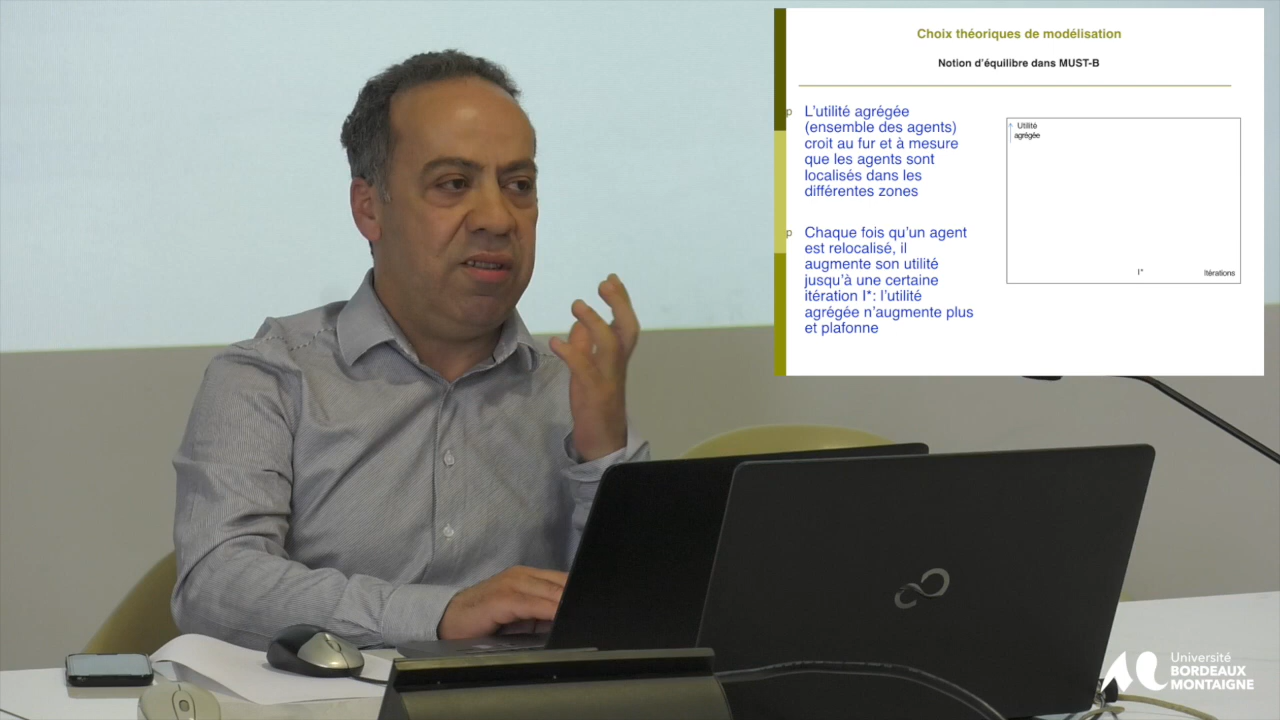 Choix théoriques de modélisation
Notion d'équilibre dans MUST-B
p L'utilité agrégée
(ensemble des agents)
croit au fur et à mesure
que les agents sont
localisés dans les
différentes zones
p Chaque fois qu'un agent
est relocalisé, il
augmente son utilité
jusqu'à une certaine
itération I*: l'utilité
agrégée n'augmente plus
et plafonne
Utilité
agrégée
I*
Itérations
Université
BORDEAUX
MONTAIGNE